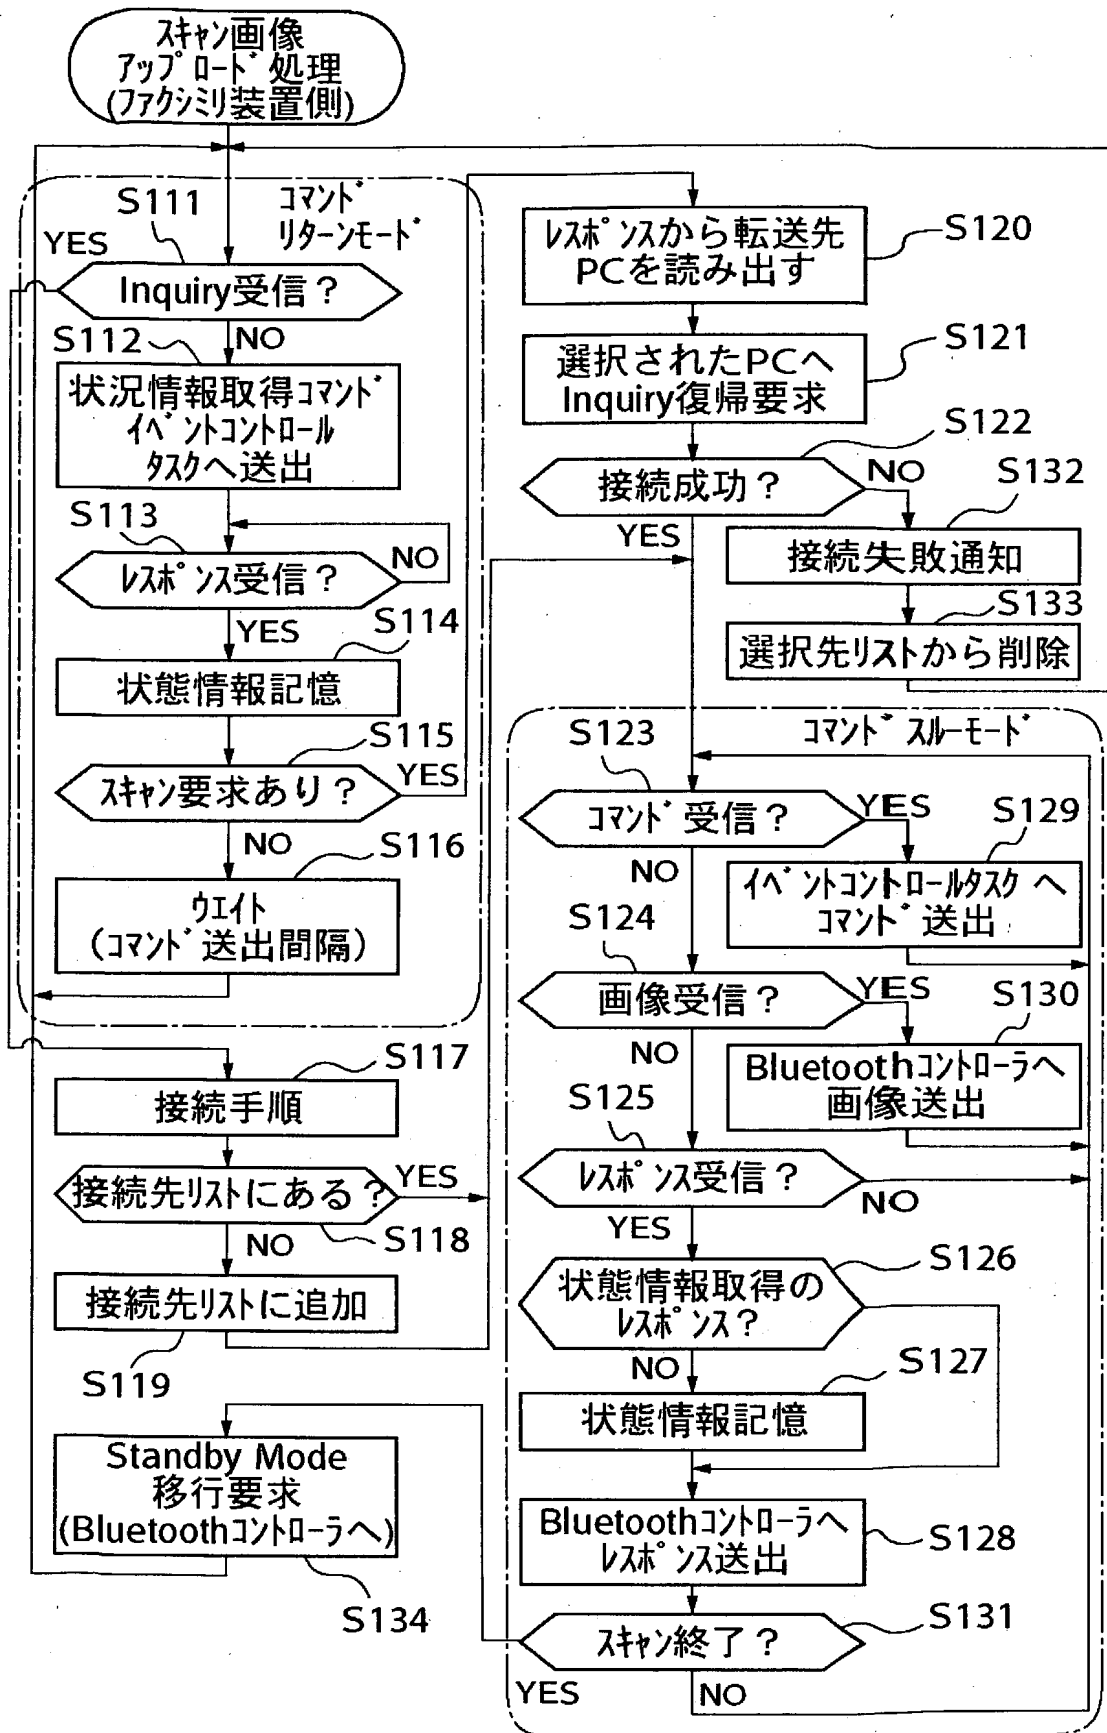 スキャン画像
アップロード処理
(ファクシミリ装置側)
コマンド
リターンモード
S111
YES
Inquiry受信？
NO
S112
状況情報取得コマンド
イベントコントロール
タスクへ送出
S113
レスポンス受信？
NO
YES
S114
状態情報記憶
S115
スキャン要求あり？
YES
NO
S116
ウエイト
(コマンド送出間隔)
S117
接続手順
接続先リストにある？
YES
S118
NO
接続先リストに追加
S119
Standby Mode
移行要求
(Bluetoothコントローラへ)
S134
レスポンスから転送先
PCを読み出す
S120
選択されたPCへ
Inquiry復帰要求
S121
S122
接続成功？
NO
YES
S132
接続失敗通知
S133
選択先リストから削除
コマンドスルーモード
S123
コマンド受信？
YES
NO
S129
イベントコントロールタスクへ
コマンド送出
S124
画像受信？
YES
NO
S130
Bluetoothコントローラへ
画像送出
S125
レスポンス受信？
NO
YES
S126
状態情報取得の
レスポンス？
NO
S127
状態情報記憶
Bluetoothコントローラへ
レスポンス送出
S128
S131
スキャン終了？
YES
NO